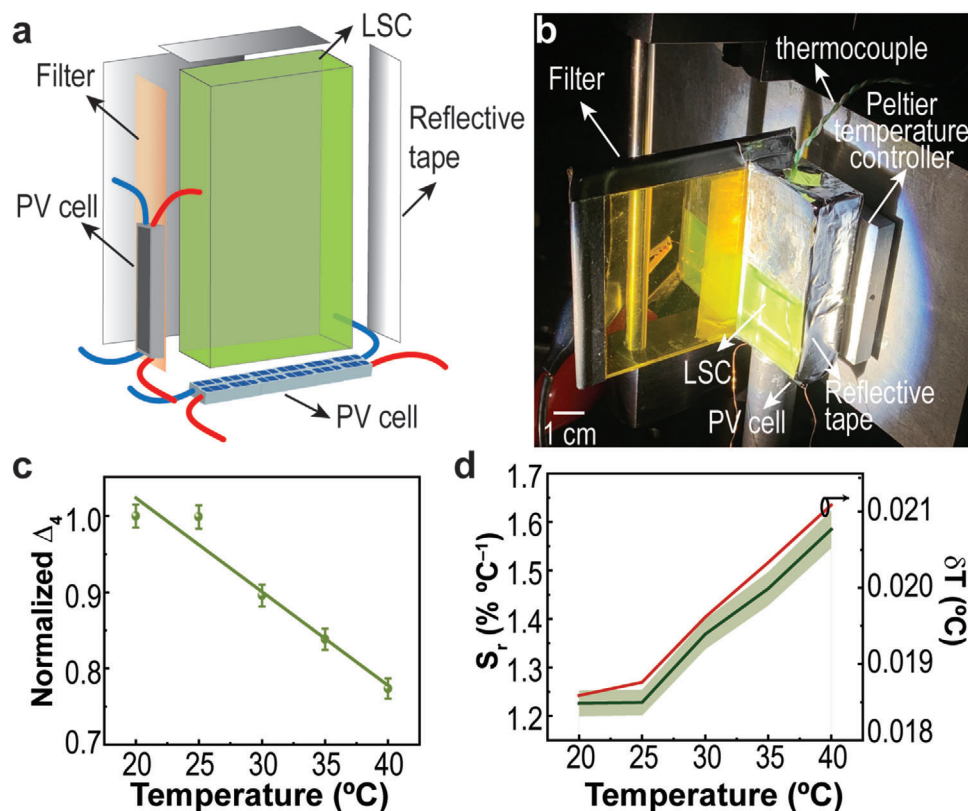 a
LSC
Filter
Reflective
tape
PV cell
PV cell
b
thermocouple
Filter
Peltier
temperature
controller
LSC
PV cell
Reflective
tape
1 cm
c
Normalized Δ₄
1.0
0.9
0.8
0.7
20 25 30 35 40
Temperature (ºC)
d
Sᵣ (% ºC⁻¹)
1.7
1.6
1.5
1.4
1.3
1.2
δT (ºC)
0.021
0.020
0.019
0.018
20 25 30 35 40
Temperature (ºC)